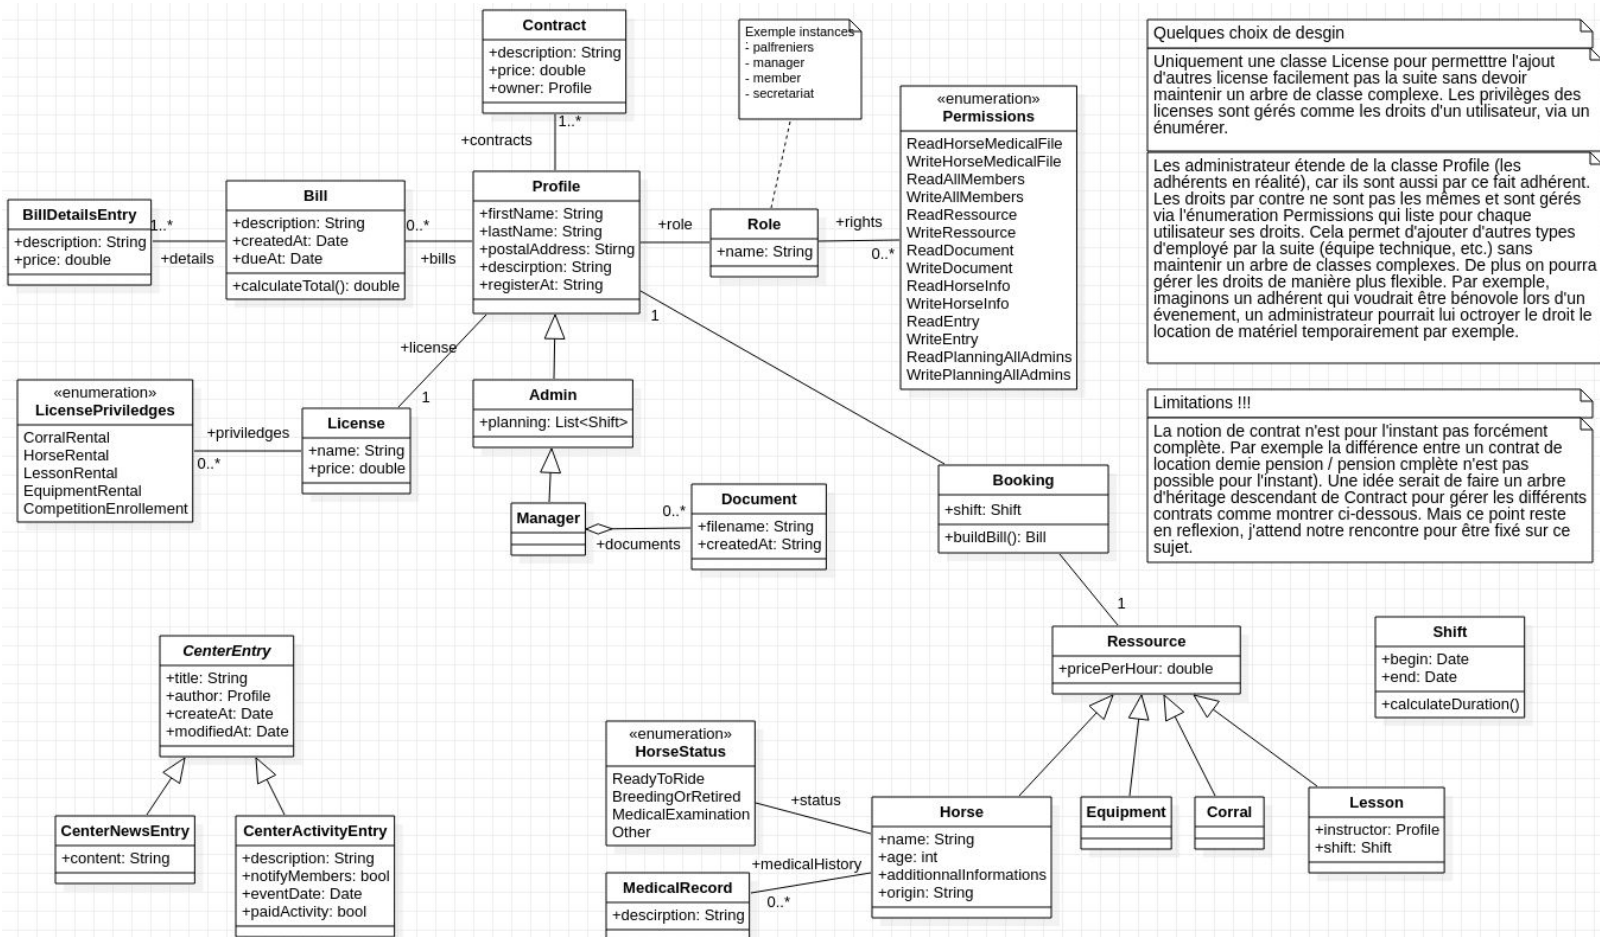 Contract
+description: String
+price: double
+owner: Profile
1..*
+contracts
Exemple instances
:
- palfreniers
- manager
- member
- secretariat
«enumeration»
Permissions
ReadHorseMedicalFile
WriteHorseMedicalFile
ReadAllMembers
WriteAllMembers
ReadRessource
WriteRessource
ReadDocument
WriteDocument
ReadHorseInfo
WriteHorseInfo
ReadEntry
WriteEntry
ReadPlanningAllAdmins
WritePlanningAllAdmins
Quelques choix de desgin
Uniquement une classe License pour permetttre l'ajout
d'autres license facilement pas la suite sans devoir
maintenir un arbre de classe complexe. Les privilèges des
licenses sont gérés comme les droits d'un utilisateur, via un
énumérer.
Les administrateur étende de la classe Profile (les
adhérents en réalité), car ils sont aussi par ce fait adhérent.
Les droits par contre ne sont pas les mêmes et sont gérés
via l'énumeration Permissions qui liste pour chaque
utilisateur ses droits. Cela permet d'ajouter d'autres types
d'employé par la suite (équipe technique, etc.) sans
maintenir un arbre de classes complexes. De plus on pourra
gérer les droits de manière plus flexible. Par exemple,
imaginons un adhérent qui voudrait être bénovole lors d'un
évenement, un administrateur pourrait lui octroyer le droit le
location de matériel temporairement par exemple.
BillDetailsEntry
+description: String
+price: double
1..*
+details
Bill
+description: String
+createdAt: Date
+dueAt: Date
+calculateTotal(): double
0..*
+bills
Profile
+firstName: String
+lastName: String
+postalAddress: Stirng
+descirption: String
+registerAt: String
+role
Role
+name: String
+rights
0..*
1
+license
1
«enumeration»
LicensePriviledges
CorralRental
HorseRental
LessonRental
EquipmentRental
CompetitionEnrollement
+priviledges
0..*
License
+name: String
+price: double
Admin
+planning: List<Shift>
Manager
+documents
0..*
Document
+filename: String
+createdAt: String
Booking
+shift: Shift
+buildBill(): Bill
1
Limitations !!!
La notion de contrat n'est pour l'instant pas forcément
complète. Par exemple la différence entre un contrat de
location demie pension / pension cmplète n'est pas
possible pour l'instant). Une idée serait de faire un arbre
d'héritage descendant de Contract pour gérer les différents
contrats comme montrer ci-dessous. Mais ce point reste
en reflexion, j'attend notre rencontre pour être fixé sur ce
sujet.
CenterEntry
+title: String
+author: Profile
+createAt: Date
+modifiedAt: Date
Ressource
+pricePerHour: double
Shift
+begin: Date
+end: Date
+calculateDuration()
«enumeration»
HorseStatus
ReadyToRide
BreedingOrRetired
MedicalExamination
Other
+status
CenterNewsEntry
+content: String
CenterActivityEntry
+description: String
+notifyMembers: bool
+eventDate: Date
+paidActivity: bool
+medicalHistory
0..*
MedicalRecord
+descirption: String
Horse
+name: String
+age: int
+additionnalInformations
+origin: String
Equipment
Corral
Lesson
+instructor: Profile
+shift: Shift